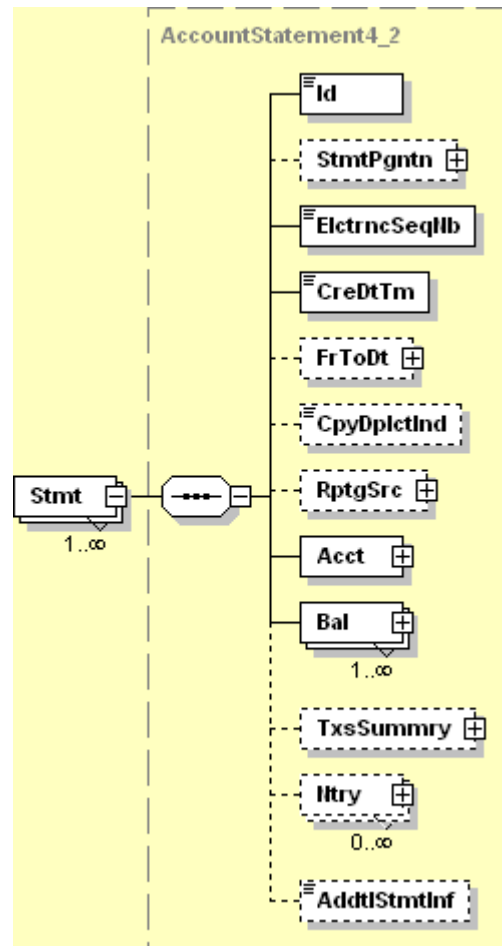 AccountStatement4_2
Id
StmtPgntn
ElctrncSeqNb
CreDtTm
FrToDt
CpyDplctInd
RptgSrc
Stmt
1..∞
Acct
Bal
1..∞
TxsSummry
Ntry
0..∞
AddtlStmtInf